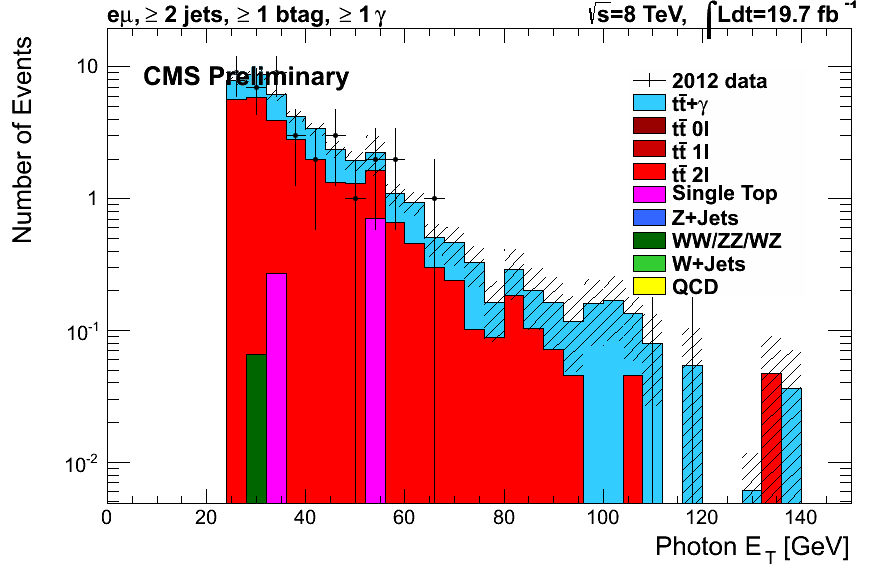 eμ, ≥ 2 jets, ≥ 1 btag, ≥ 1 γ
√s=8 TeV, ∫Ldt=19.7 fb⁻¹
CMS Preliminary
2012 data
tt̄+γ
tt̄ 0l
tt̄ 1l
tt̄ 2l
Single Top
Z+Jets
WW/ZZ/WZ
W+Jets
QCD
Number of Events
10
1
10⁻¹
10⁻²
0 20 40 60 80 100 120 140
Photon E_T [GeV]